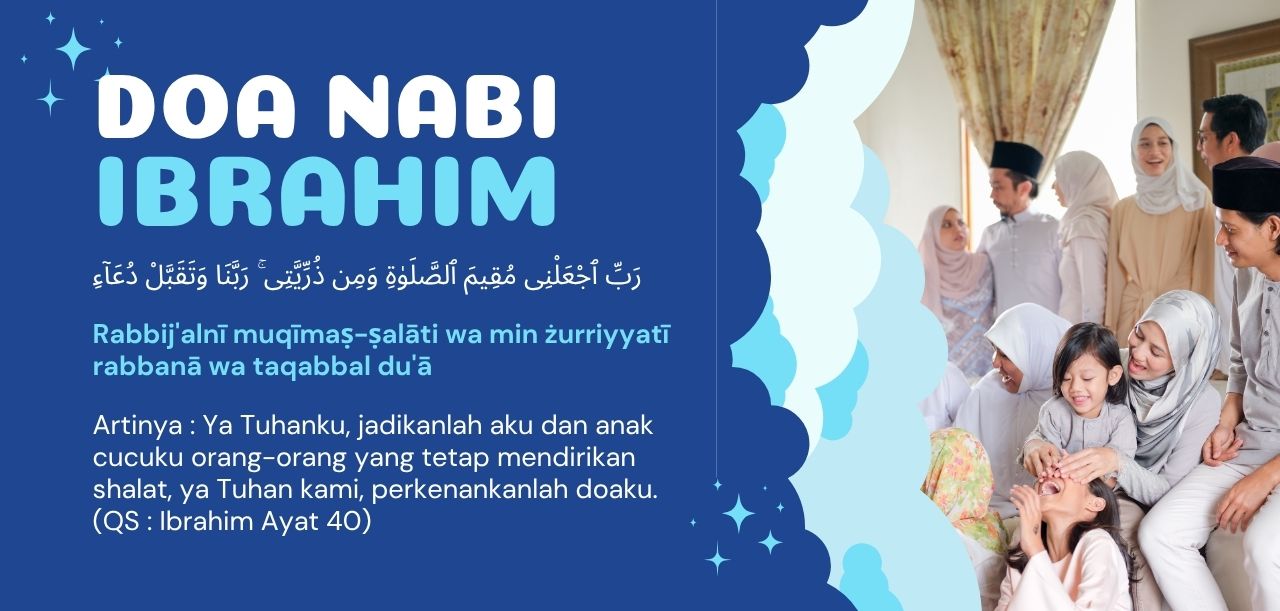 DOA NABI
IBRAHIM
رَبِّ ٱجْعَلْنِى مُقِيمَ ٱلصَّلَوٰةِ وَمِن ذُرِّيَّتِى ۚ رَبَّنَا وَتَقَبَّلْ دُعَآءِ
Rabbij'alnī muqīmaṣ-ṣalāti wa min żurriyyatī
rabbanā wa taqabbal du'ā
Artinya : Ya Tuhanku, jadikanlah aku dan anak
cucuku orang-orang yang tetap mendirikan
shalat, ya Tuhan kami, perkenankanlah doaku.
(QS : Ibrahim Ayat 40)